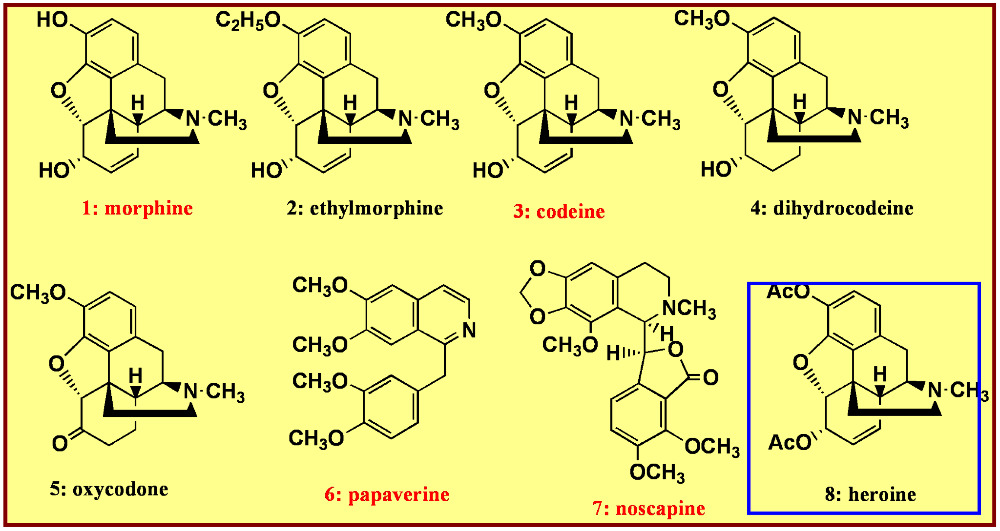 HO
O
H
N
CH3
HO
1: morphine
C2H5O
O
H
N
CH3
HO
2: ethylmorphine
CH3O
O
H
N
CH3
HO
3: codeine
CH3O
O
H
N
CH3
HO
4: dihydrocodeine
CH3O
O
H
N
CH3
O
5: oxycodone
CH3O
CH3O
N
CH3O
CH3O
6: papaverine
O
O
NCH3
H
CH3O
H
O
O
OCH3
OCH3
7: noscapine
AcO
O
H
N
CH3
AcO
8: heroine